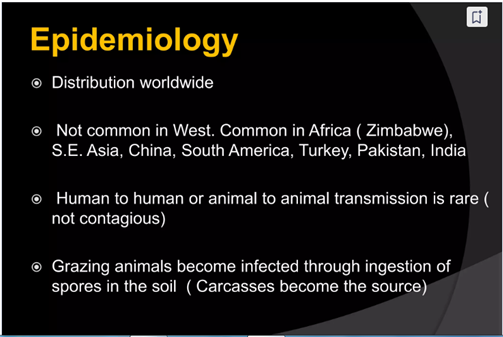 Epidemiology
Distribution worldwide
Not common in West. Common in Africa ( Zimbabwe),
S.E. Asia, China, South America, Turkey, Pakistan, India
Human to human or animal to animal transmission is rare (
not contagious)
Grazing animals become infected through ingestion of
spores in the soil ( Carcasses become the source)